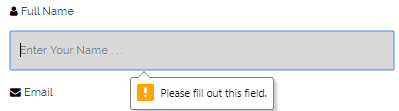 Full Name
Enter Your Name . . .
Please fill out this field.
Email